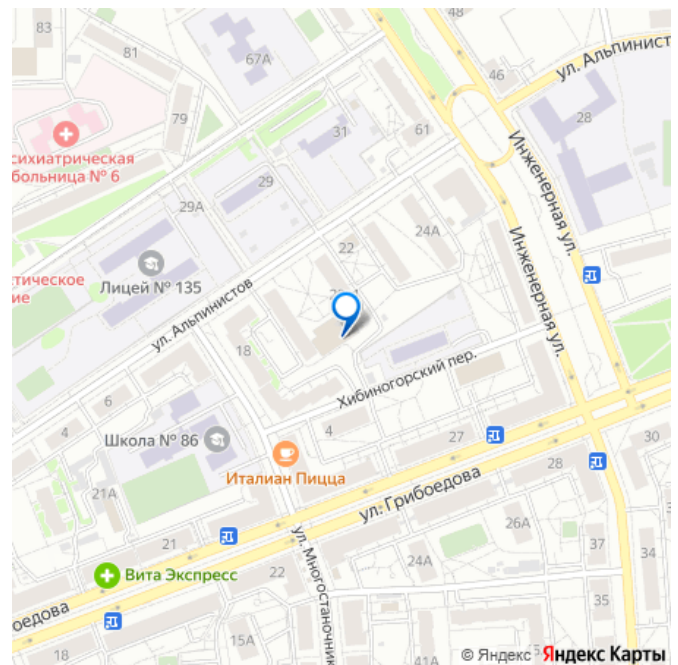 83
81
48
67А
46
ул. Альпинист
79
61
28
31
сихиатрическая
больница № 6
29
29А
Инженерная ул.
24А
22
Лицей № 135
тическое
ие
ул. Альпинистов
Инженерная ул.
18
Хибиногорский пер.
6
4
4
Школа № 86
27
Италиан Пицца
30
28
21А
ул. Грибоедова
26А
21
37
34
24А
Вита Экспресс
22
ул. Многостаночник
35
боедова
15А
18
© Яндекс Яндекс Карты